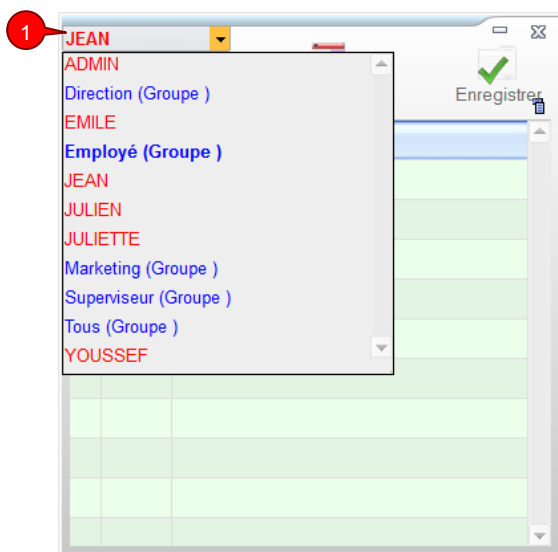 1
JEAN
ADMIN
Direction (Groupe )
EMILE
Employé (Groupe )
JEAN
JULIEN
JULIETTE
Marketing (Groupe )
Superviseur (Groupe )
Tous (Groupe )
YOUSSEF
Enregistrer